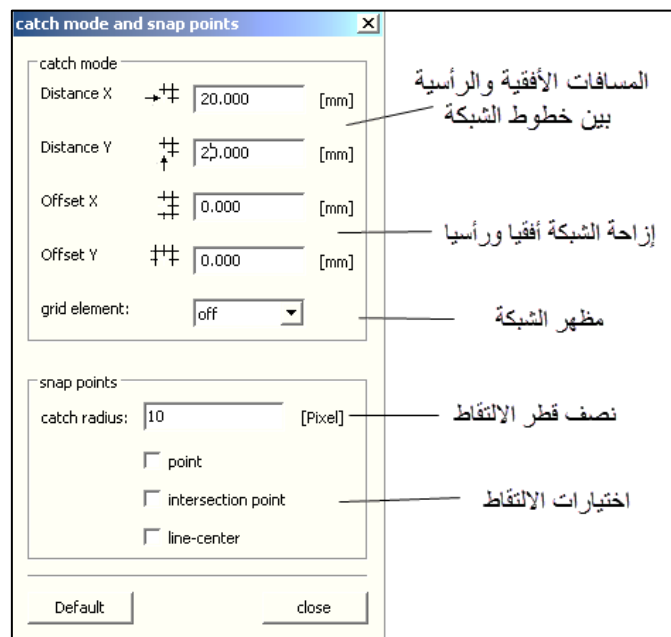 catch mode and snap points
catch mode
Distance X 20.000 [mm]
المسافات الأفقية والرأسية
بين خطوط الشبكة
Distance Y 20.000 [mm]
Offset X 0.000 [mm]
إزاحة الشبكة أفقيا ورأسيا
Offset Y 0.000 [mm]
grid element: off
مظهر الشبكة
snap points
catch radius: 10 [Pixel]
نصف قطر الالتقاط
point
intersection point
اختيارات الالتقاط
line-center
Default close